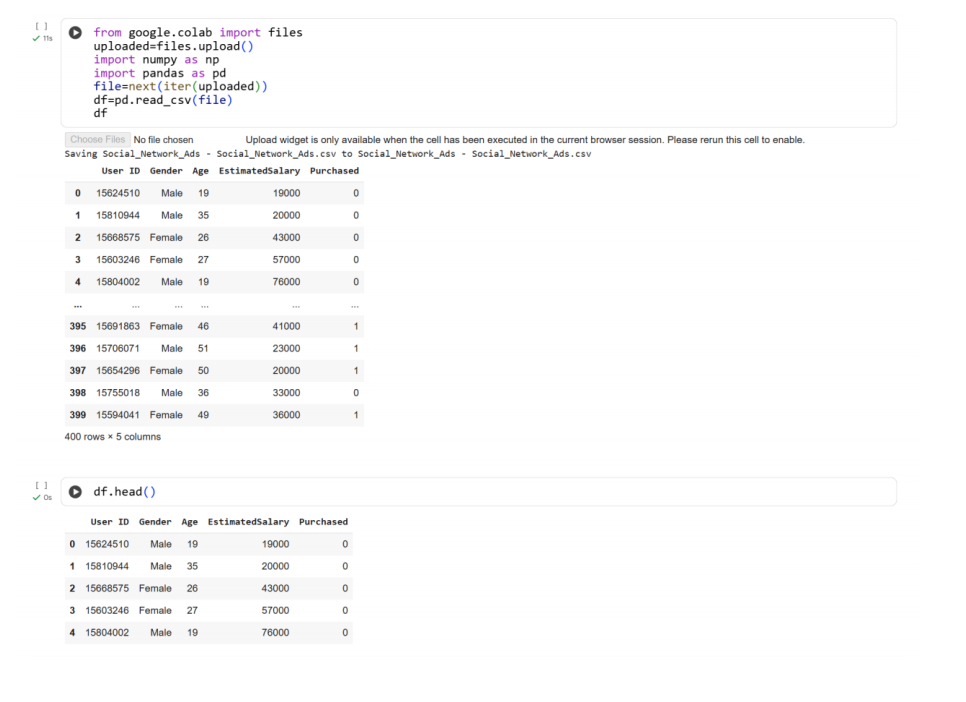 [ ]
11s
from google.colab import files
uploaded=files.upload()
import numpy as np
import pandas as pd
file=next(iter(uploaded))
df=pd.read_csv(file)
df
Choose Files No file chosen Upload widget is only available when the cell has been executed in the current browser session. Please rerun this cell to enable.
Saving Social_Network_Ads - Social_Network_Ads.csv to Social_Network_Ads - Social_Network_Ads.csv
User ID Gender Age EstimatedSalary Purchased
0 15624510 Male 19 19000 0
1 15810944 Male 35 20000 0
2 15668575 Female 26 43000 0
3 15603246 Female 27 57000 0
4 15804002 Male 19 76000 0
... ... ... ... ... ...
395 15691863 Female 46 41000 1
396 15706071 Male 51 23000 1
397 15654296 Female 50 20000 1
398 15755018 Male 36 33000 0
399 15594041 Female 49 36000 1
400 rows × 5 columns
[ ]
0s
df.head()
User ID Gender Age EstimatedSalary Purchased
0 15624510 Male 19 19000 0
1 15810944 Male 35 20000 0
2 15668575 Female 26 43000 0
3 15603246 Female 27 57000 0
4 15804002 Male 19 76000 0